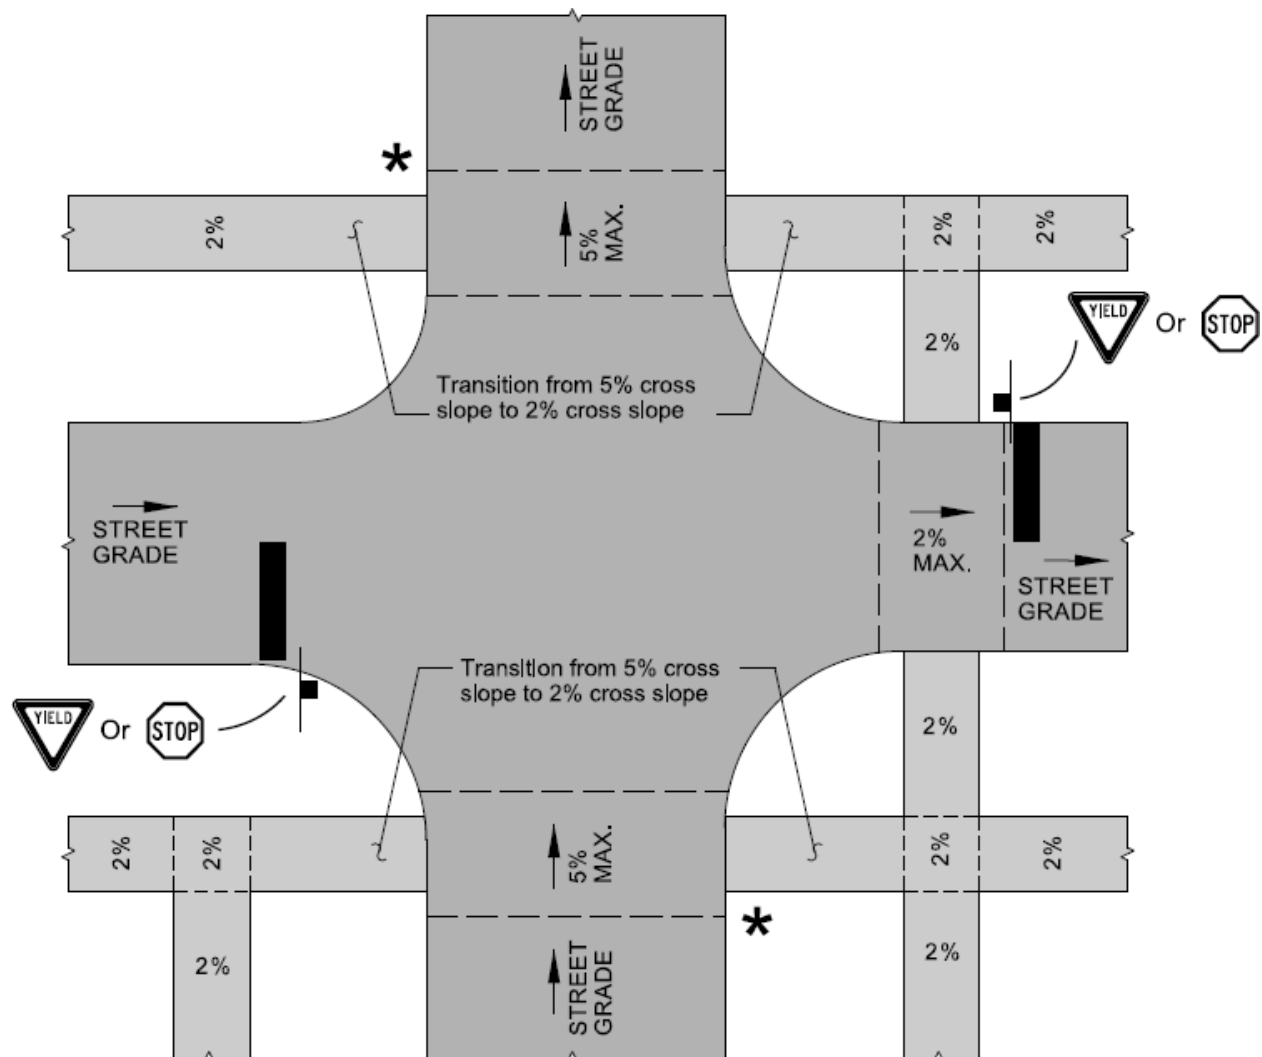 STREET
GRADE
*
2%
5%
MAX.
2%
2%
2%
YIELD
Or
STOP
Transition from 5% cross
slope to 2% cross slope
STREET
GRADE
2%
MAX.
STREET
GRADE
Transition from 5% cross
slope to 2% cross slope
YIELD
Or
STOP
2%
2%
2%
5%
MAX.
2%
2%
*
2%
STREET
GRADE
2%